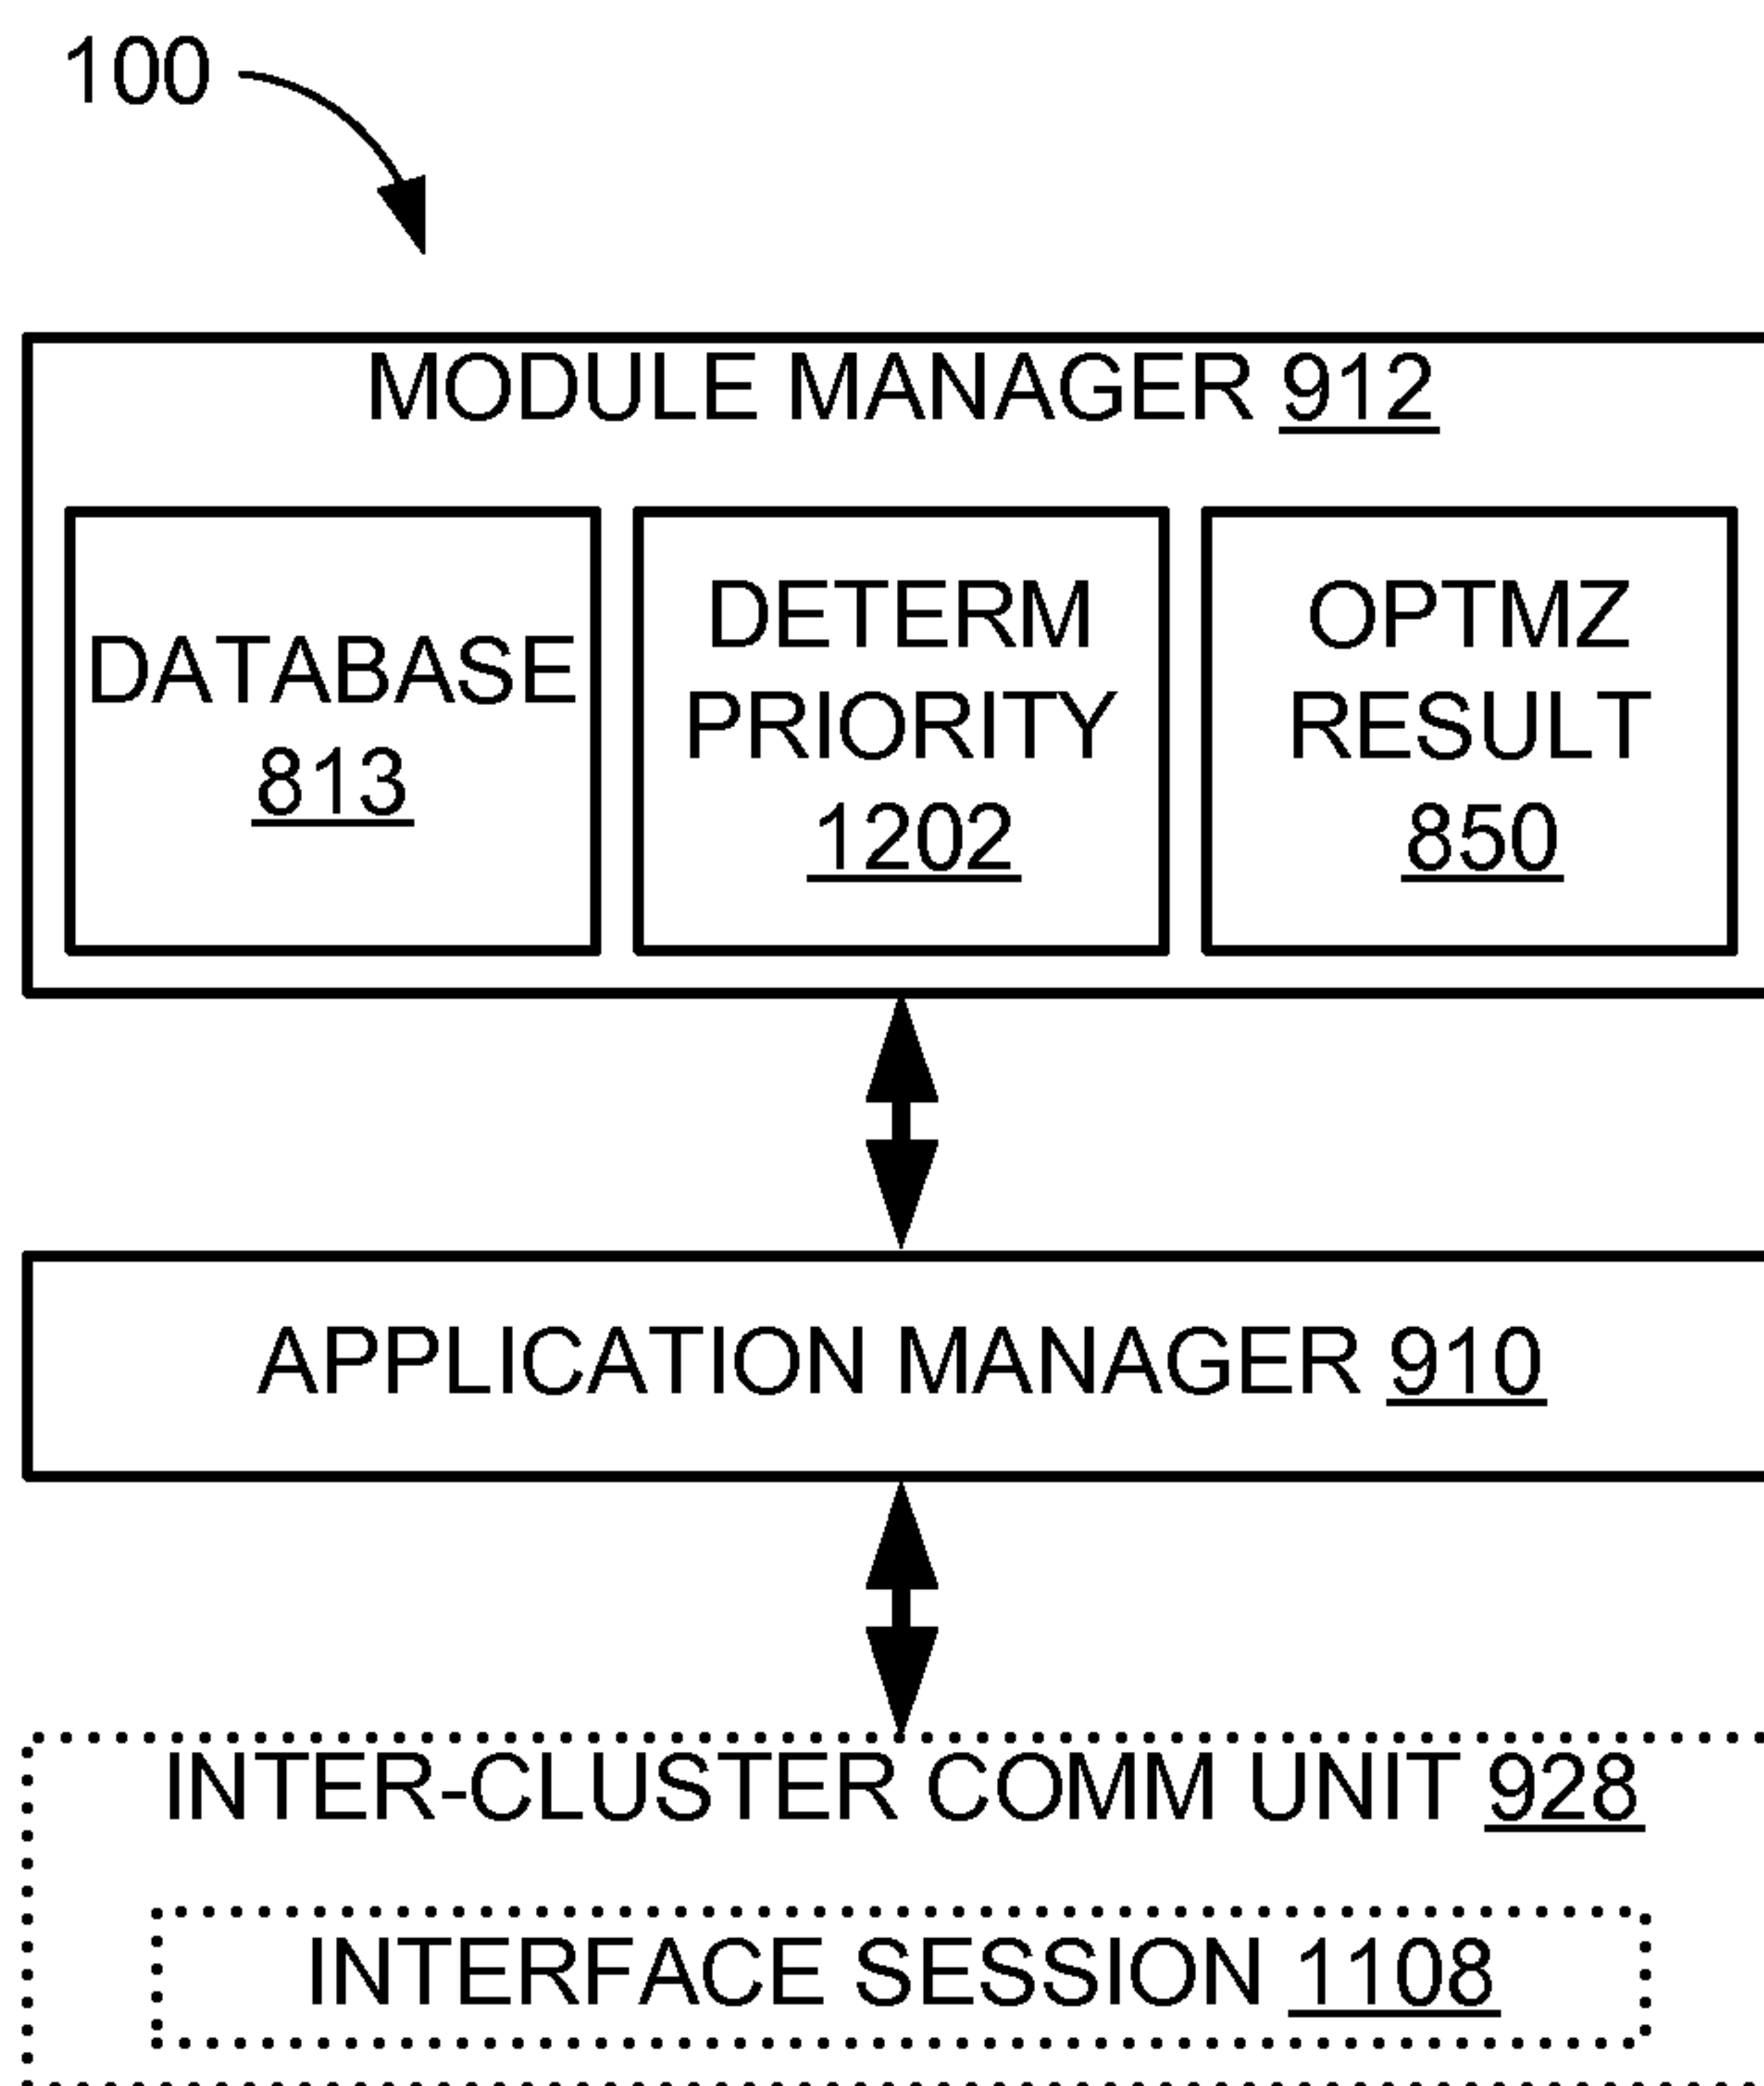 100
MODULE MANAGER 912
DATABASE
813
DETERM
PRIORITY
1202
OPTMZ
RESULT
850
APPLICATION MANAGER 910
INTER-CLUSTER COMM UNIT 928
INTERFACE SESSION 1108